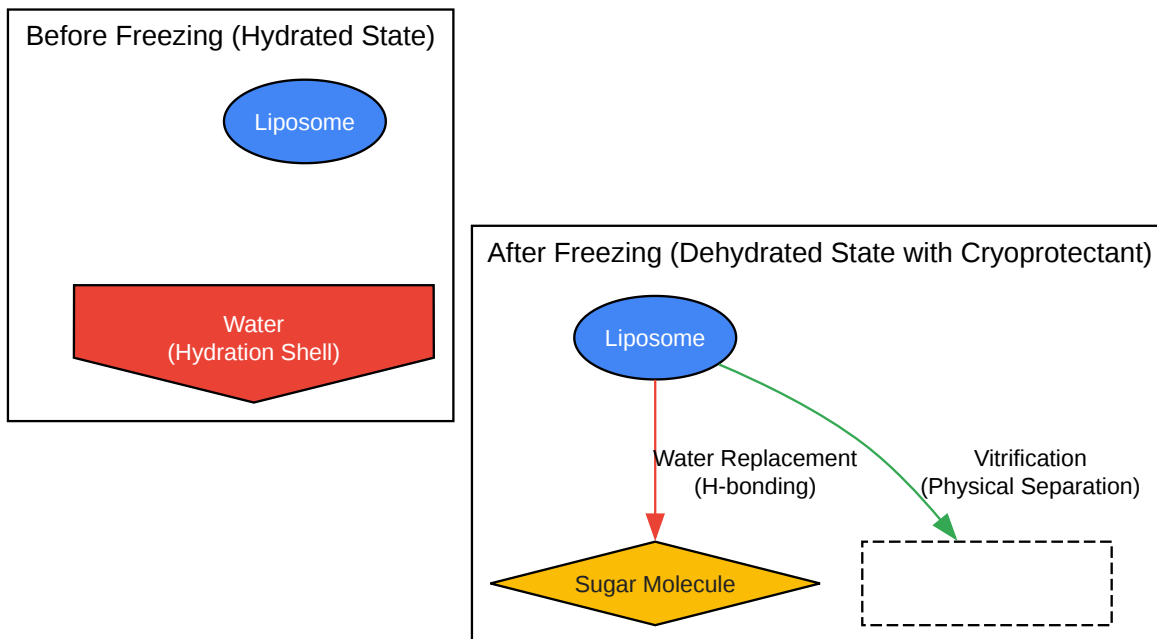 Before Freezing (Hydrated State)
Liposome
Water
(Hydration Shell)
After Freezing (Dehydrated State with Cryoprotectant)
Liposome
Water Replacement
(H-bonding)
Vitrification
(Physical Separation)
Sugar Molecule